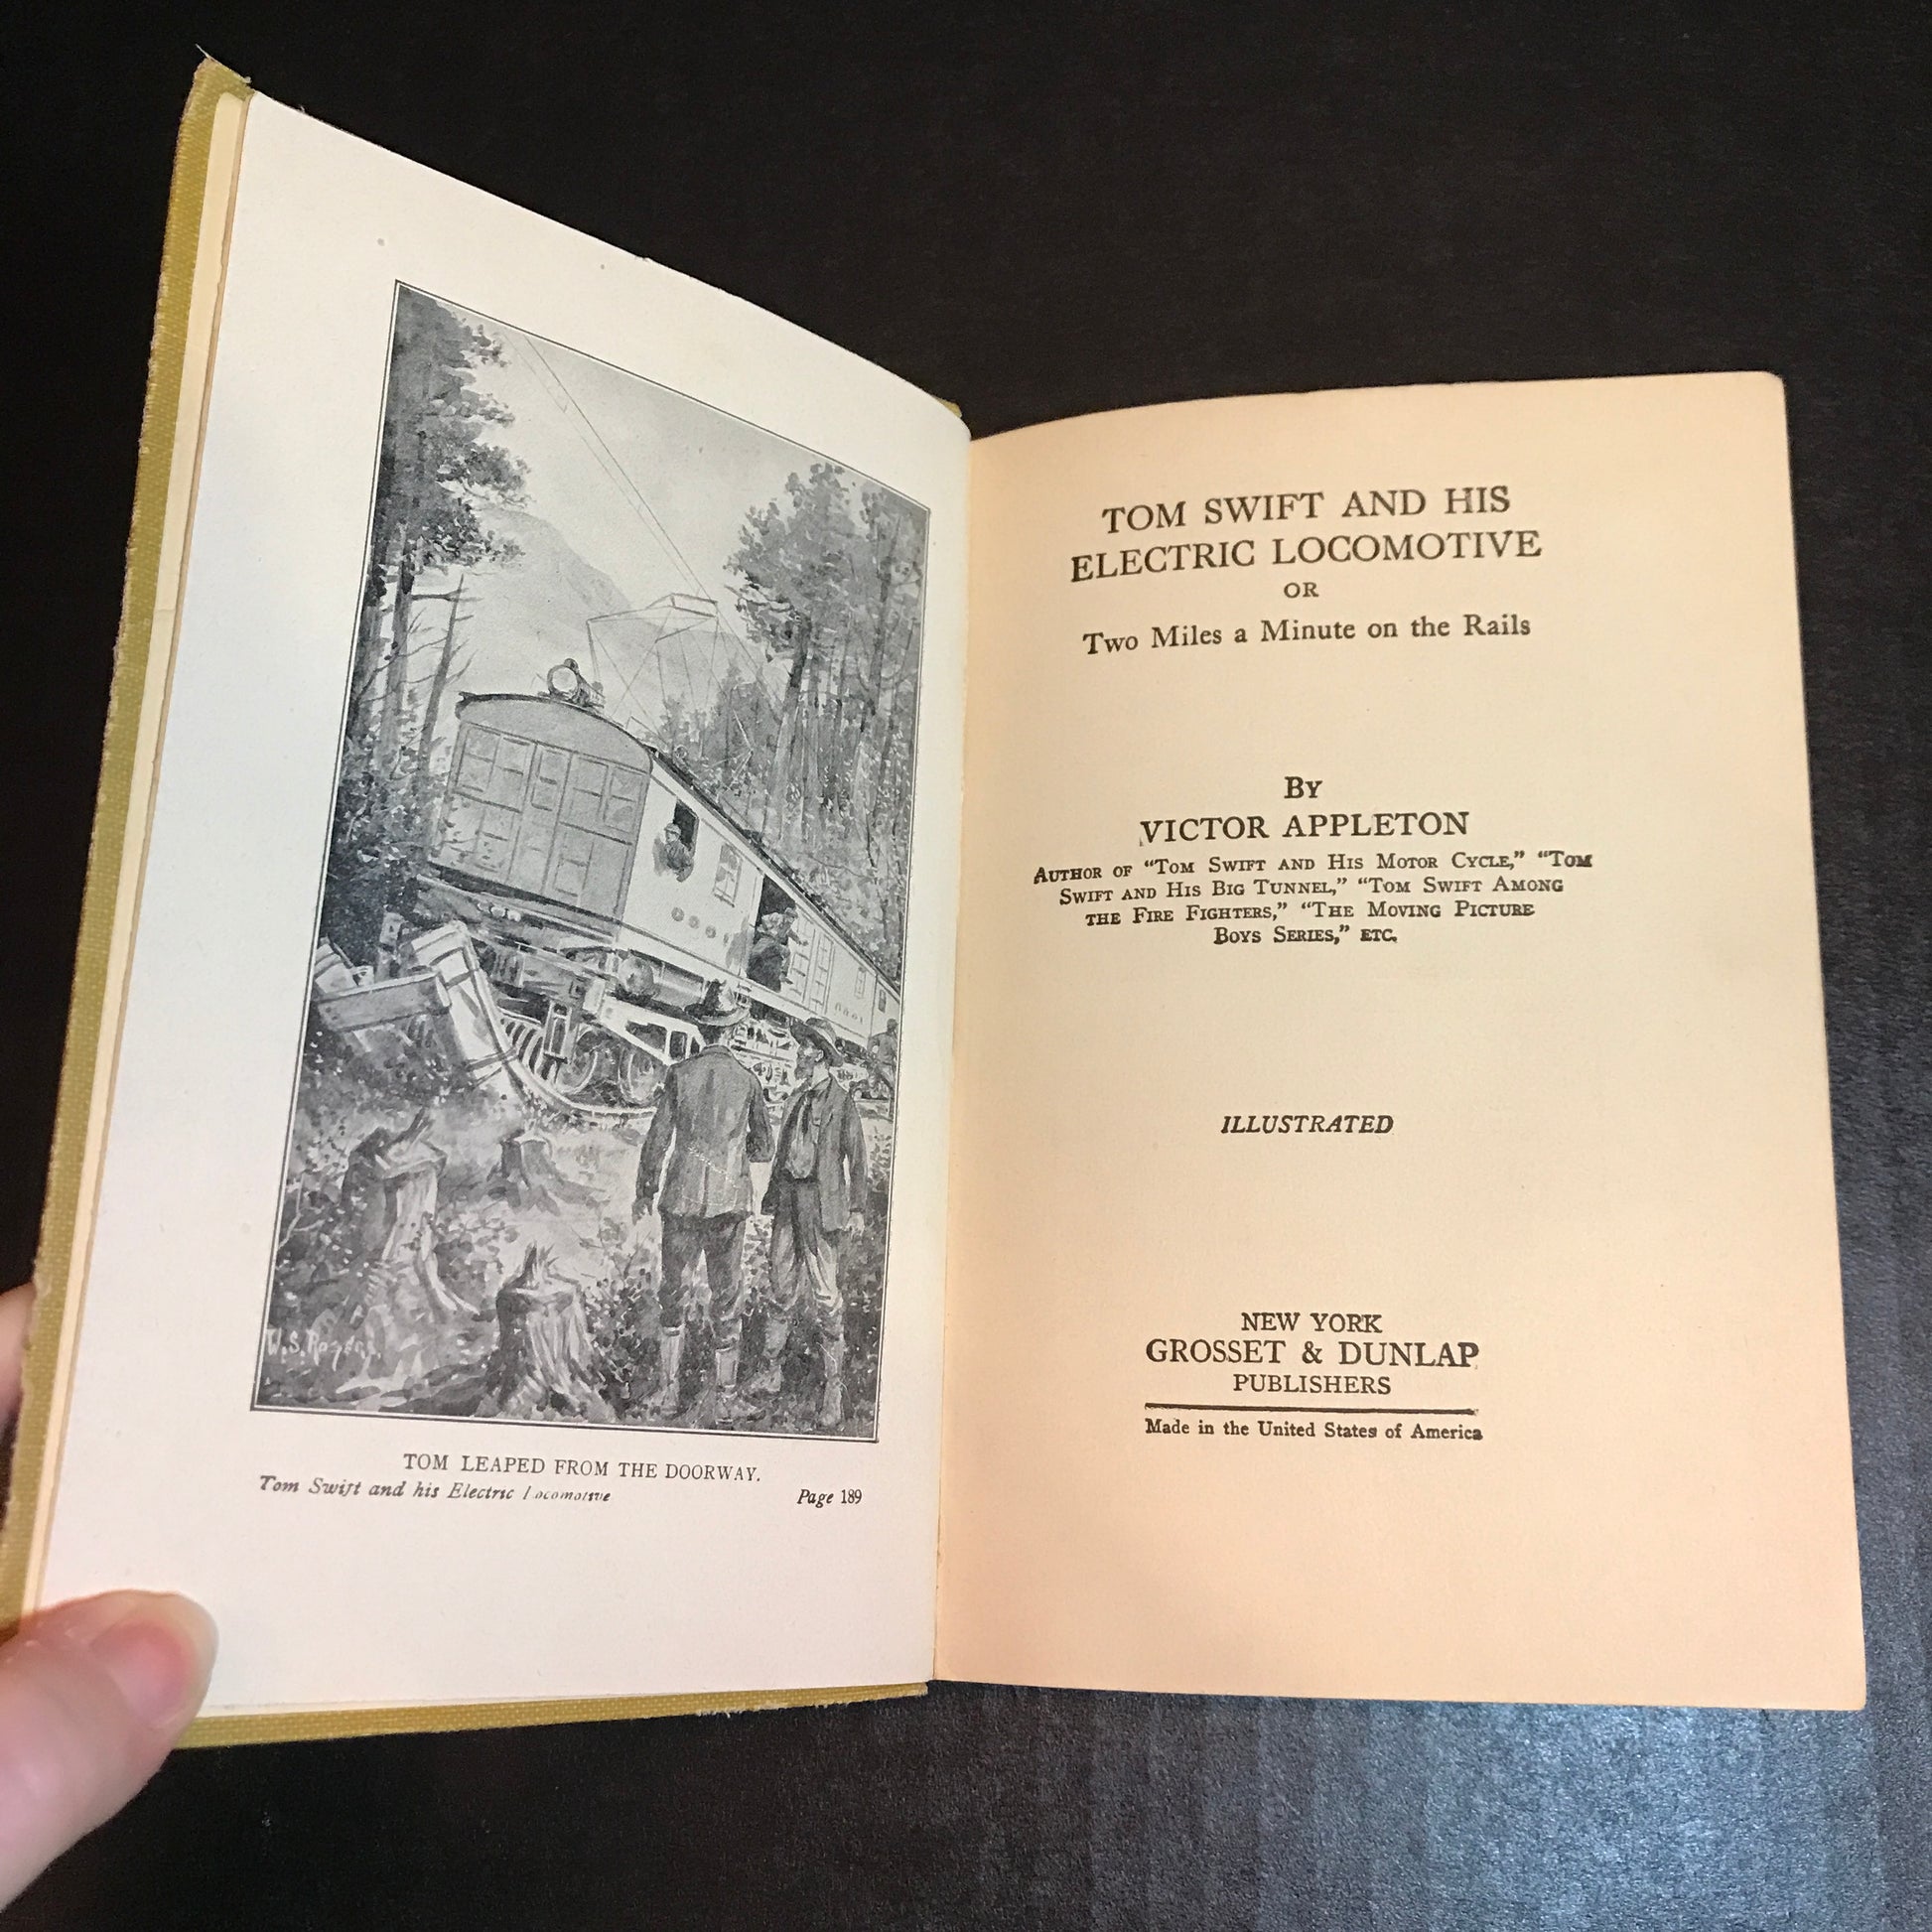 W.S. Rogers.
TOM LEAPED FROM THE DOORWAY.
Tom Swift and his Electric Locomotive Page 189
TOM SWIFT AND HIS
ELECTRIC LOCOMOTIVE
OR
Two Miles a Minute on the Rails
By
VICTOR APPLETON
AUTHOR OF "TOM SWIFT AND HIS MOTOR CYCLE," "TOM
SWIFT AND HIS BIG TUNNEL," "TOM SWIFT AMONG
THE FIRE FIGHTERS," "THE MOVING PICTURE
BOYS SERIES," ETC.
ILLUSTRATED
NEW YORK
GROSSET & DUNLAP
PUBLISHERS
Made in the United States of America